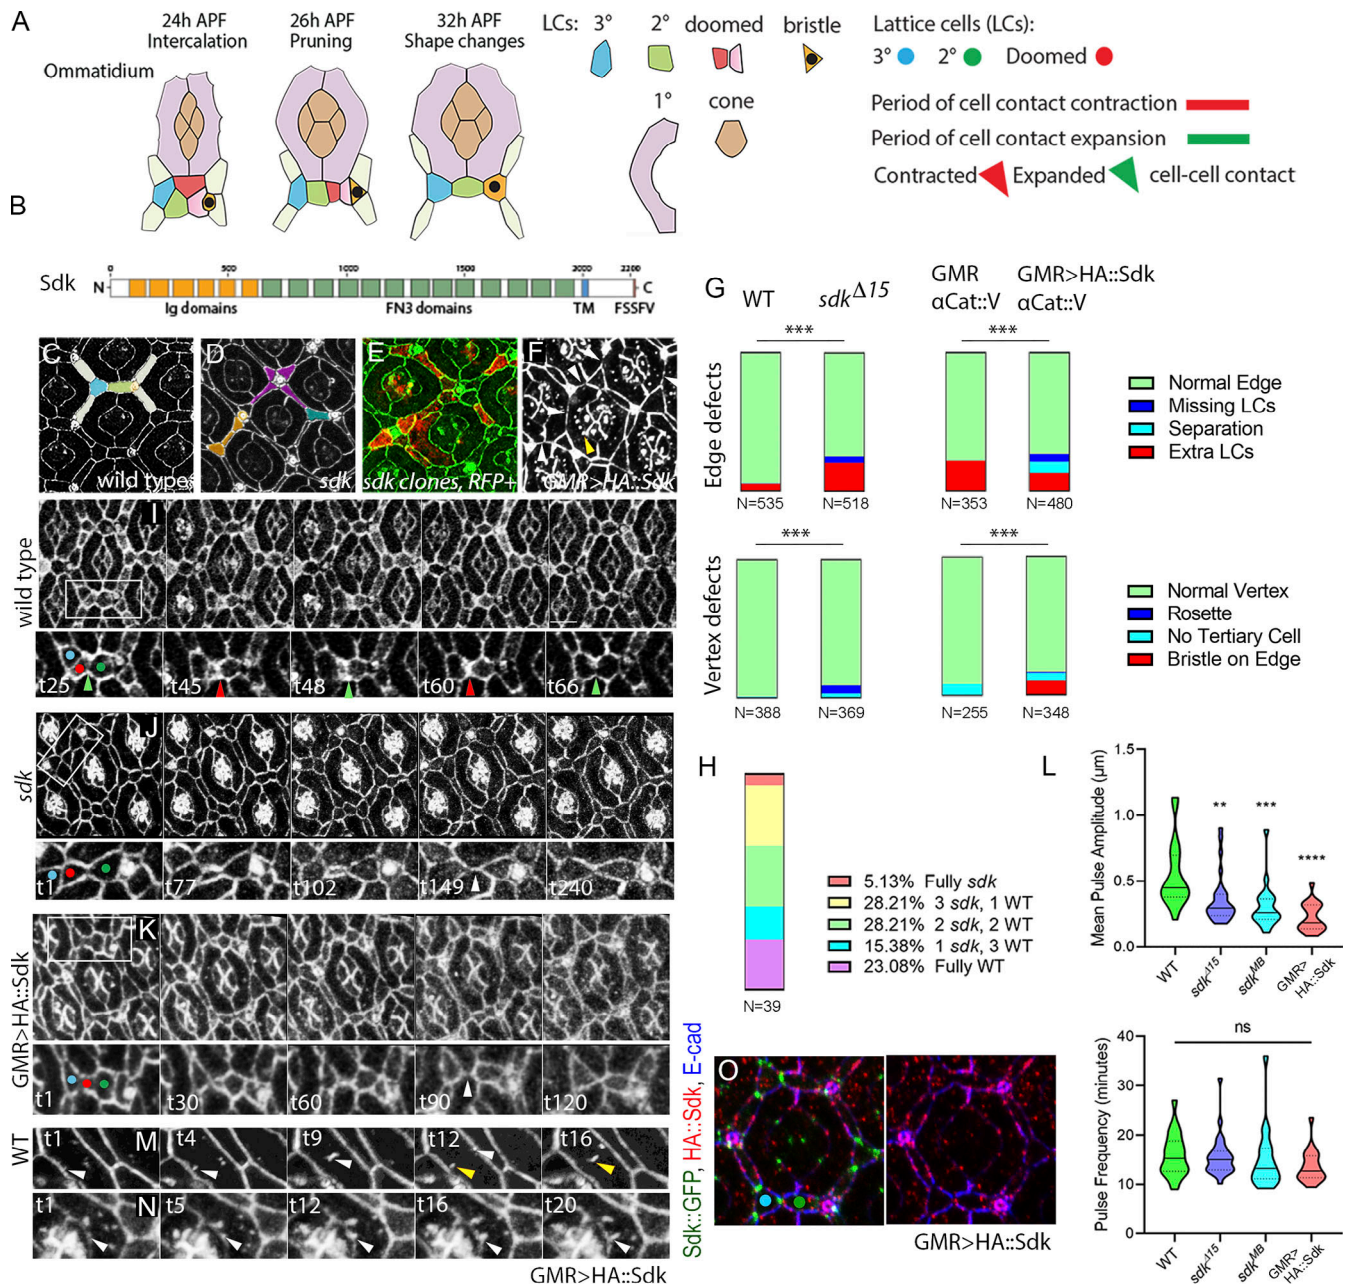 A
24h APF
Intercalation
26h APF
Pruning
32h APF
Shape changes
LCs: 3° 2° doomed bristle
1° cone
Ommatidium
Lattice cells (LCs):
3° 2° Doomed
Period of cell contact contraction
Period of cell contact expansion
Contracted Expanded cell-cell contact
B
Sdk
0 500 1000 1500 2000 2200
N C
Ig domains FN3 domains TM FSSFV
C
wild type
D
sdk
E
sdk clones, RFP+
F
GMR>HA::Sdk
G
WT sdk Δ15 GMR αCat::V GMR>HA::Sdk αCat::V
*** ***
Edge defects
N=535 N=518 N=353 N=480
Normal Edge
Missing LCs
Separation
Extra LCs
*** ***
Vertex defects
N=388 N=369 N=255 N=348
Normal Vertex
Rosette
No Tertiary Cell
Bristle on Edge
I
wild type
t25 t45 t48 t60 t66
J
sdk
t1 t77 t102 t149 t240
K
GMR>HA::Sdk
t1 t30 t60 t90 t120
WT
M
t1 t4 t9 t12 t16
N
t1 t5 t12 t16 t20
GMR>HA::Sdk
H
5.13% Fully sdk
28.21% 3 sdk, 1 WT
28.21% 2 sdk, 2 WT
15.38% 1 sdk, 3 WT
23.08% Fully WT
N=39
L
Mean Pulse Amplitude (μm)
1.5
1.0
0.5
0.0
** *** ****
WT sdkΔ15 sdkMB GMR> HA::Sdk
Pulse Frequency (minutes)
40
30
20
10
0
ns
WT sdkΔ15 sdkMB GMR> HA::Sdk
O
Sdk::GFP, HA::Sdk, E-cad
GMR>HA::Sdk